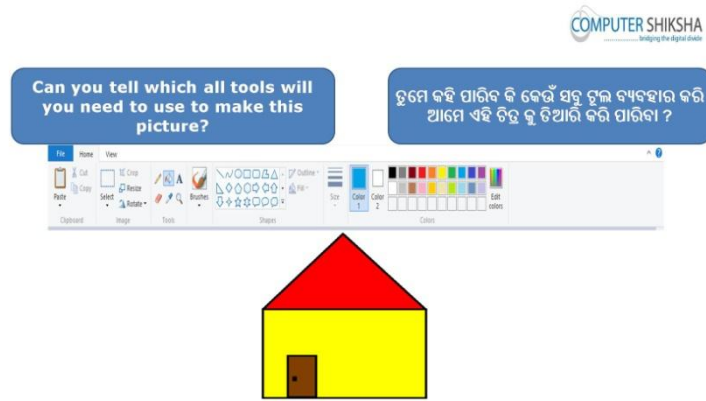 COMPUTER SHIKSHA
bridging the digital divide
Can you tell which all tools will
you need to use to make this
picture?
ତୁମେ କହି ପାରିବ କି କେଉଁ ସବୁ ଟୁଲ ବ୍ୟବହାର କରି
ଆମେ ଏହି ଚିତ୍ର କୁ ତିଆରି କରି ପାରିବା ?
File Home View
Cut Crop Outline
Copy Resize Fill
Paste Select Rotate Brushes Size Color 1 Color 2 Edit colors
Clipboard Image Tools Shapes Colors